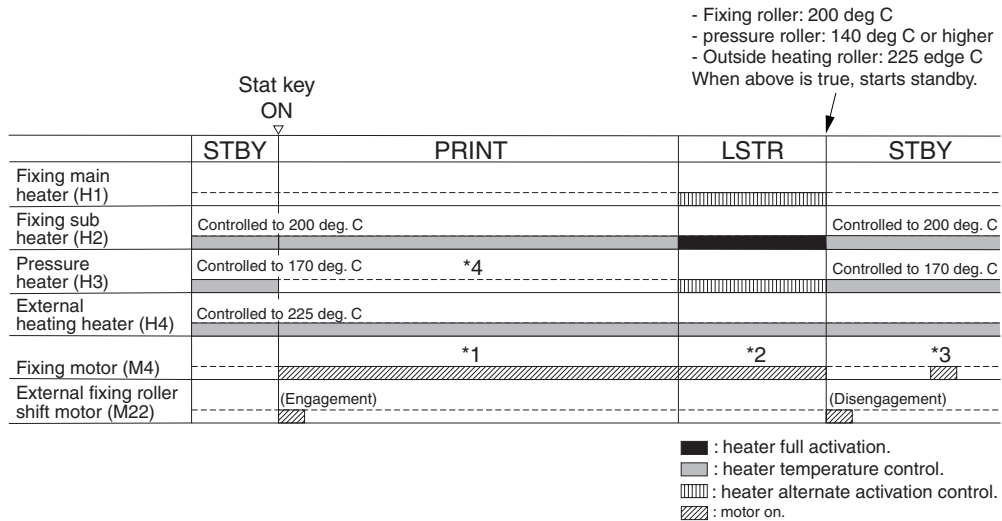 - Fixing roller: 200 deg C
- pressure roller: 140 deg C or higher
- Outside heating roller: 225 edge C
When above is true, starts standby.
Stat key
ON
STBY PRINT LSTR STBY
Fixing main
heater (H1)
Fixing sub
heater (H2)
Controlled to 200 deg. C
Controlled to 200 deg. C
Pressure
heater (H3)
Controlled to 170 deg. C
*4
Controlled to 170 deg. C
External
heating heater (H4)
Controlled to 225 deg. C
Fixing motor (M4)
*1
*2
*3
External fixing roller
shift motor (M22)
(Engagement)
(Disengagement)
: heater full activation.
: heater temperature control.
: heater alternate activation control.
: motor on.